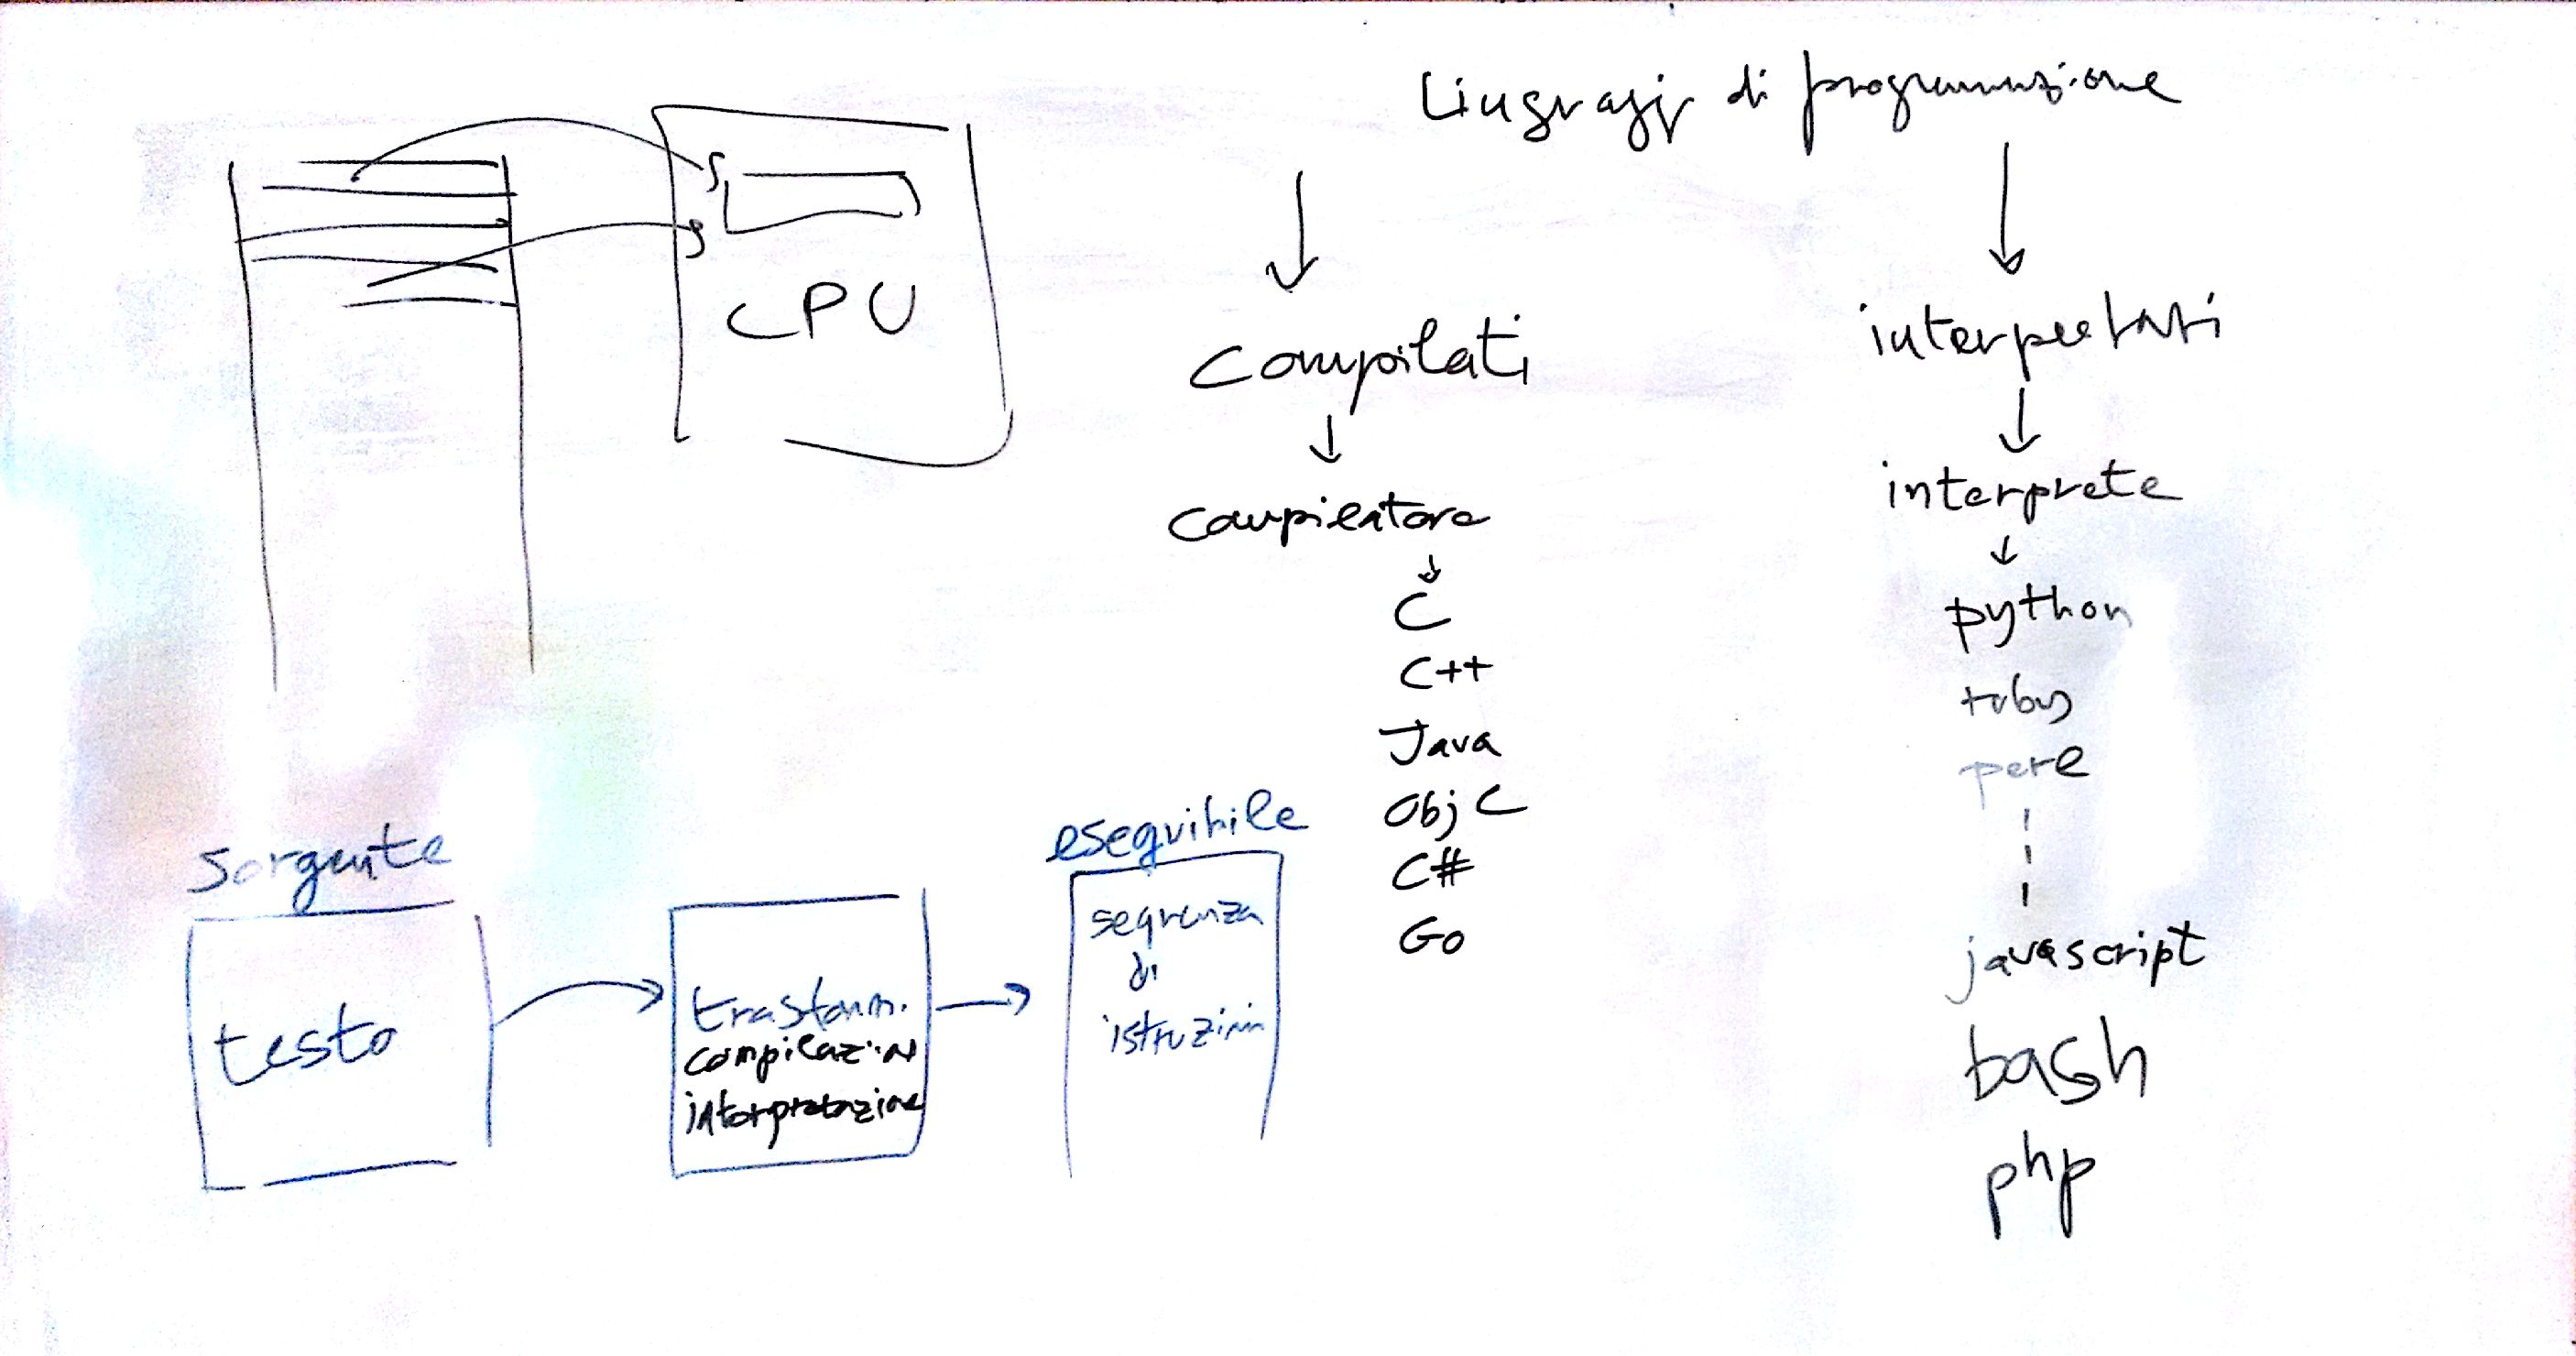 Linguaggi di programmazione
CPU
compilati
interpretati
compilatore
interprete
C
C++
Java
Obj C
C#
Go
python
ruby
perl
javascript
bash
php
sorgente
testo
trasform.
compilazione
interpretazione
eseguibile
sequenza
di
istruzioni